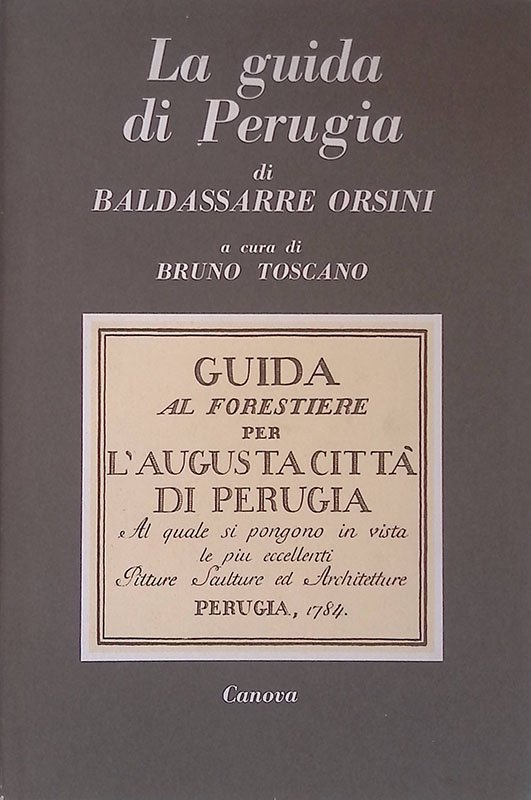 La guida
di Perugia
di
BALDASSARRE ORSINI
a cura di
BRUNO TOSCANO
GUIDA
AL FORESTIERE
PER
L'AUGUSTA CITTÀ
DI PERUGIA
Al quale si pongono in vista
le piu eccellenti
Pitture Sculture ed Architetture
PERUGIA, 1784.
Canova